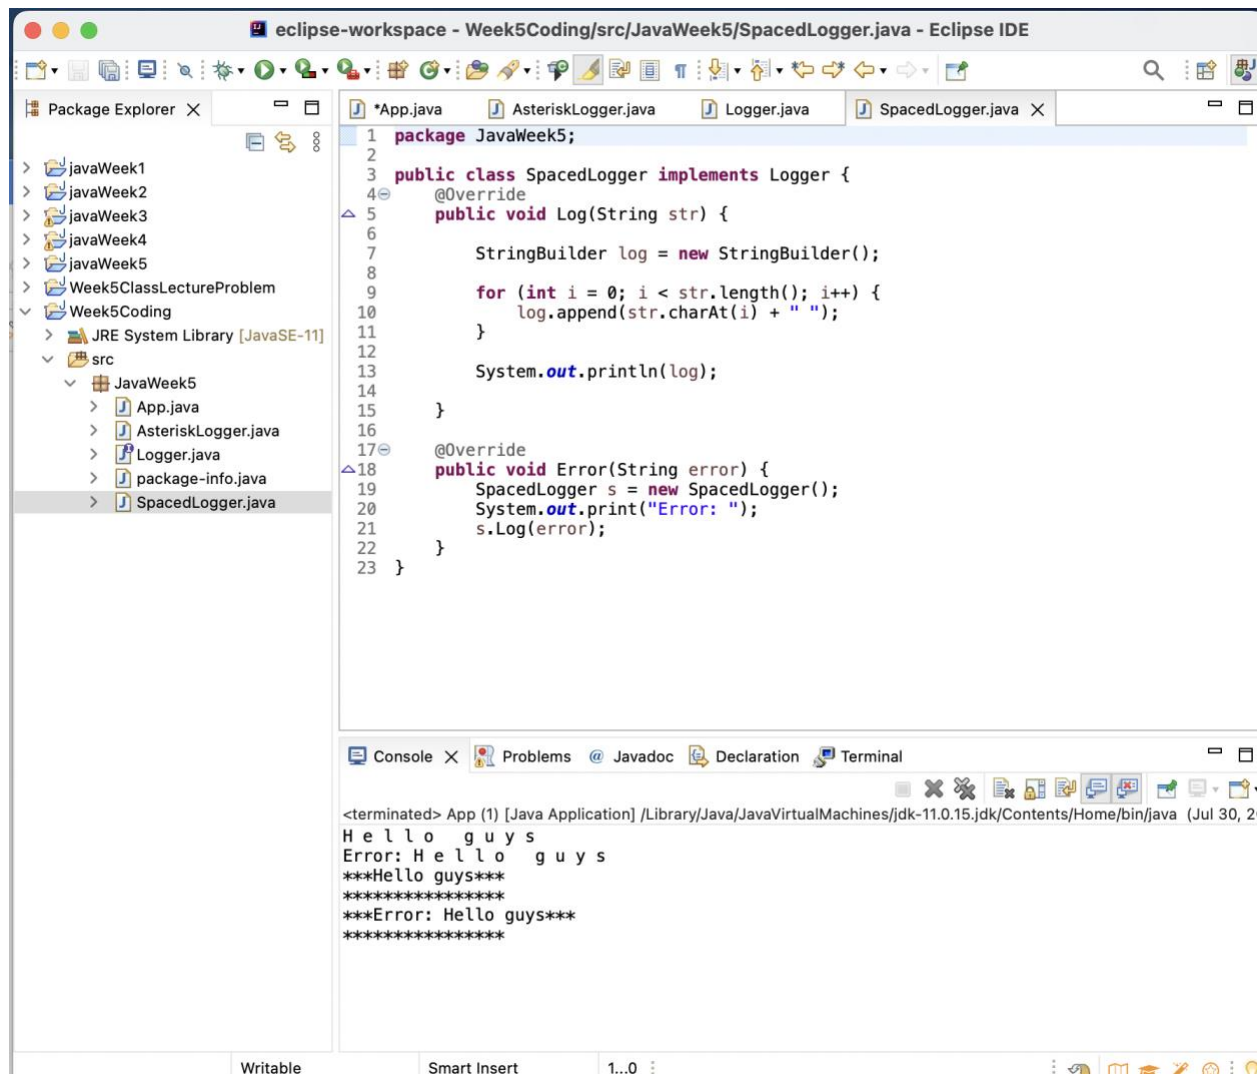 eclipse-workspace - Week5Coding/src/JavaWeek5/SpacedLogger.java - Eclipse IDE
Package Explorer
javaWeek1
javaWeek2
javaWeek3
javaWeek4
javaWeek5
Week5ClassLectureProblem
Week5Coding
JRE System Library [JavaSE-11]
src
JavaWeek5
App.java
AsteriskLogger.java
Logger.java
package-info.java
SpacedLogger.java
*App.java AsteriskLogger.java Logger.java SpacedLogger.java
1 package JavaWeek5;
2
3 public class SpacedLogger implements Logger {
4 @Override
5 public void Log(String str) {
6
7 StringBuilder log = new StringBuilder();
8
9 for (int i = 0; i < str.length(); i++) {
10 log.append(str.charAt(i) + " ");
11 }
12
13 System.out.println(log);
14
15 }
16
17 @Override
18 public void Error(String error) {
19 SpacedLogger s = new SpacedLogger();
20 System.out.print("Error: ");
21 s.Log(error);
22 }
23 }
Console Problems @ Javadoc Declaration Terminal
<terminated> App (1) [Java Application] /Library/Java/JavaVirtualMachines/jdk-11.0.15.jdk/Contents/Home/bin/java (Jul 30, 2
H e l l o   g u y s
Error: H e l l o   g u y s
***Hello guys***
****************
***Error: Hello guys***
****************
Writable Smart Insert 1...0